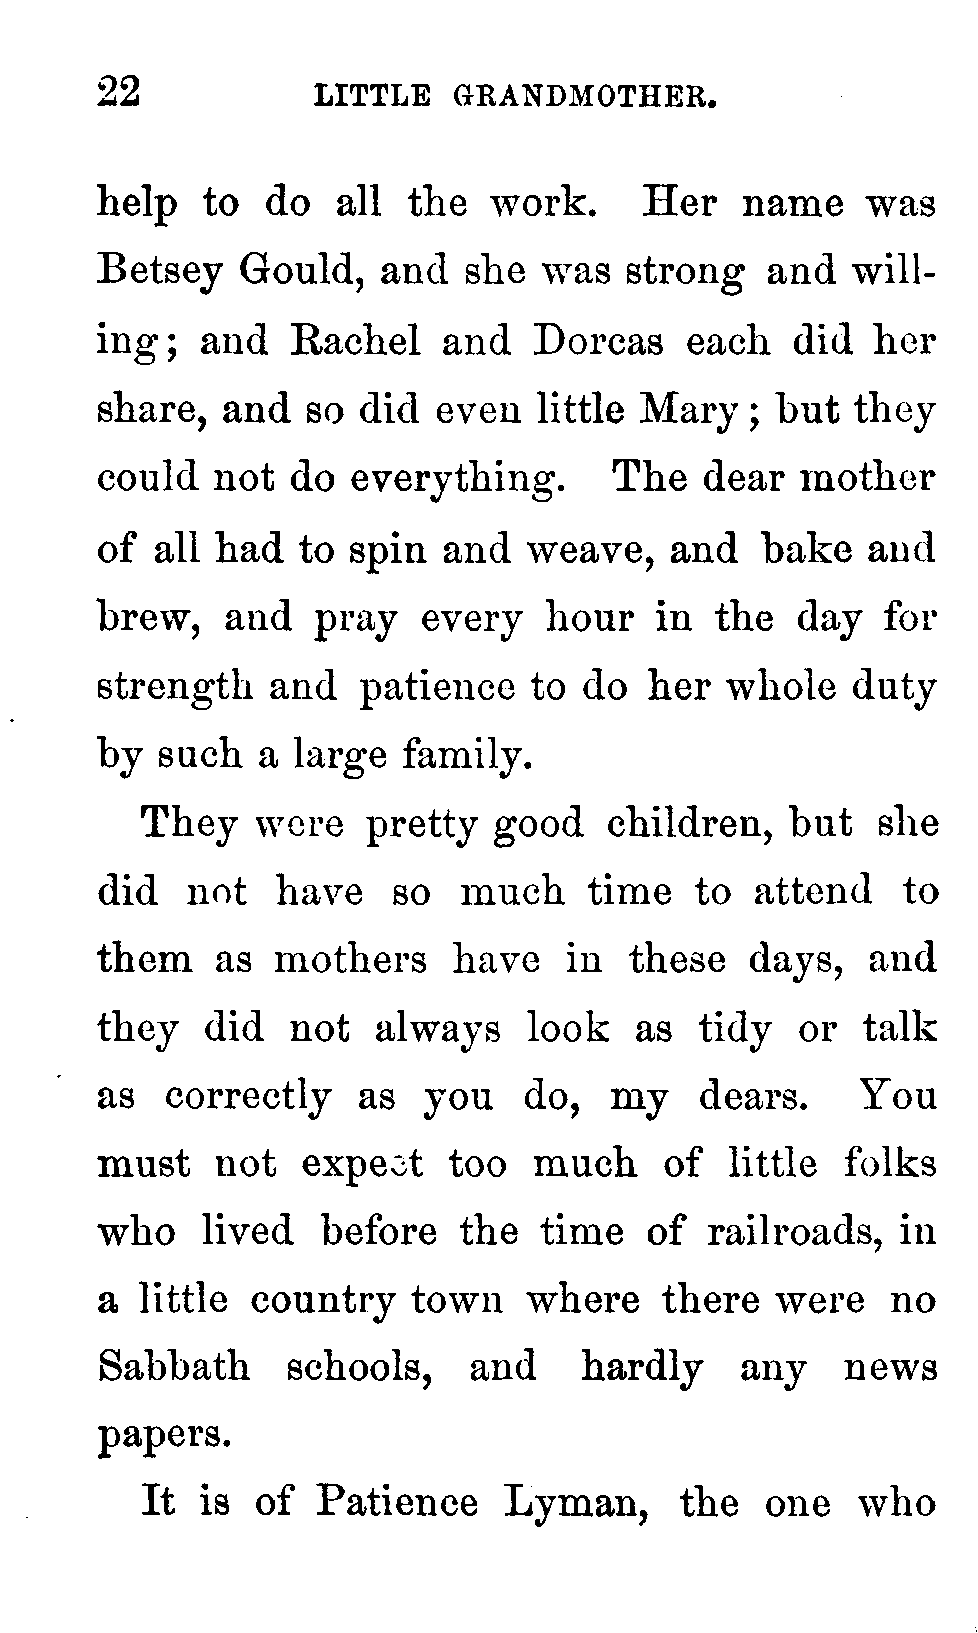 22 LITTLE GRANDMOTHER.
help to do all the work. Her name was
Betsey Gould, and she was strong and will-
ing; and Rachel and Dorcas each did her
share, and so did even little Mary; but they
could not do everything. The dear mother
of all had to spin and weave, and bake and
brew, and pray every hour in the day for
strength and patience to do her whole duty
by such a large family.
They were pretty good children, but she
did not have so much time to attend to
them as mothers have in these days, and
they did not always look as tidy or talk
as correctly as you do, my dears. You
must not expect too much of little folks
who lived before the time of railroads, in
a little country town where there were no
Sabbath schools, and hardly any news
papers.
It is of Patience Lyman, the one who